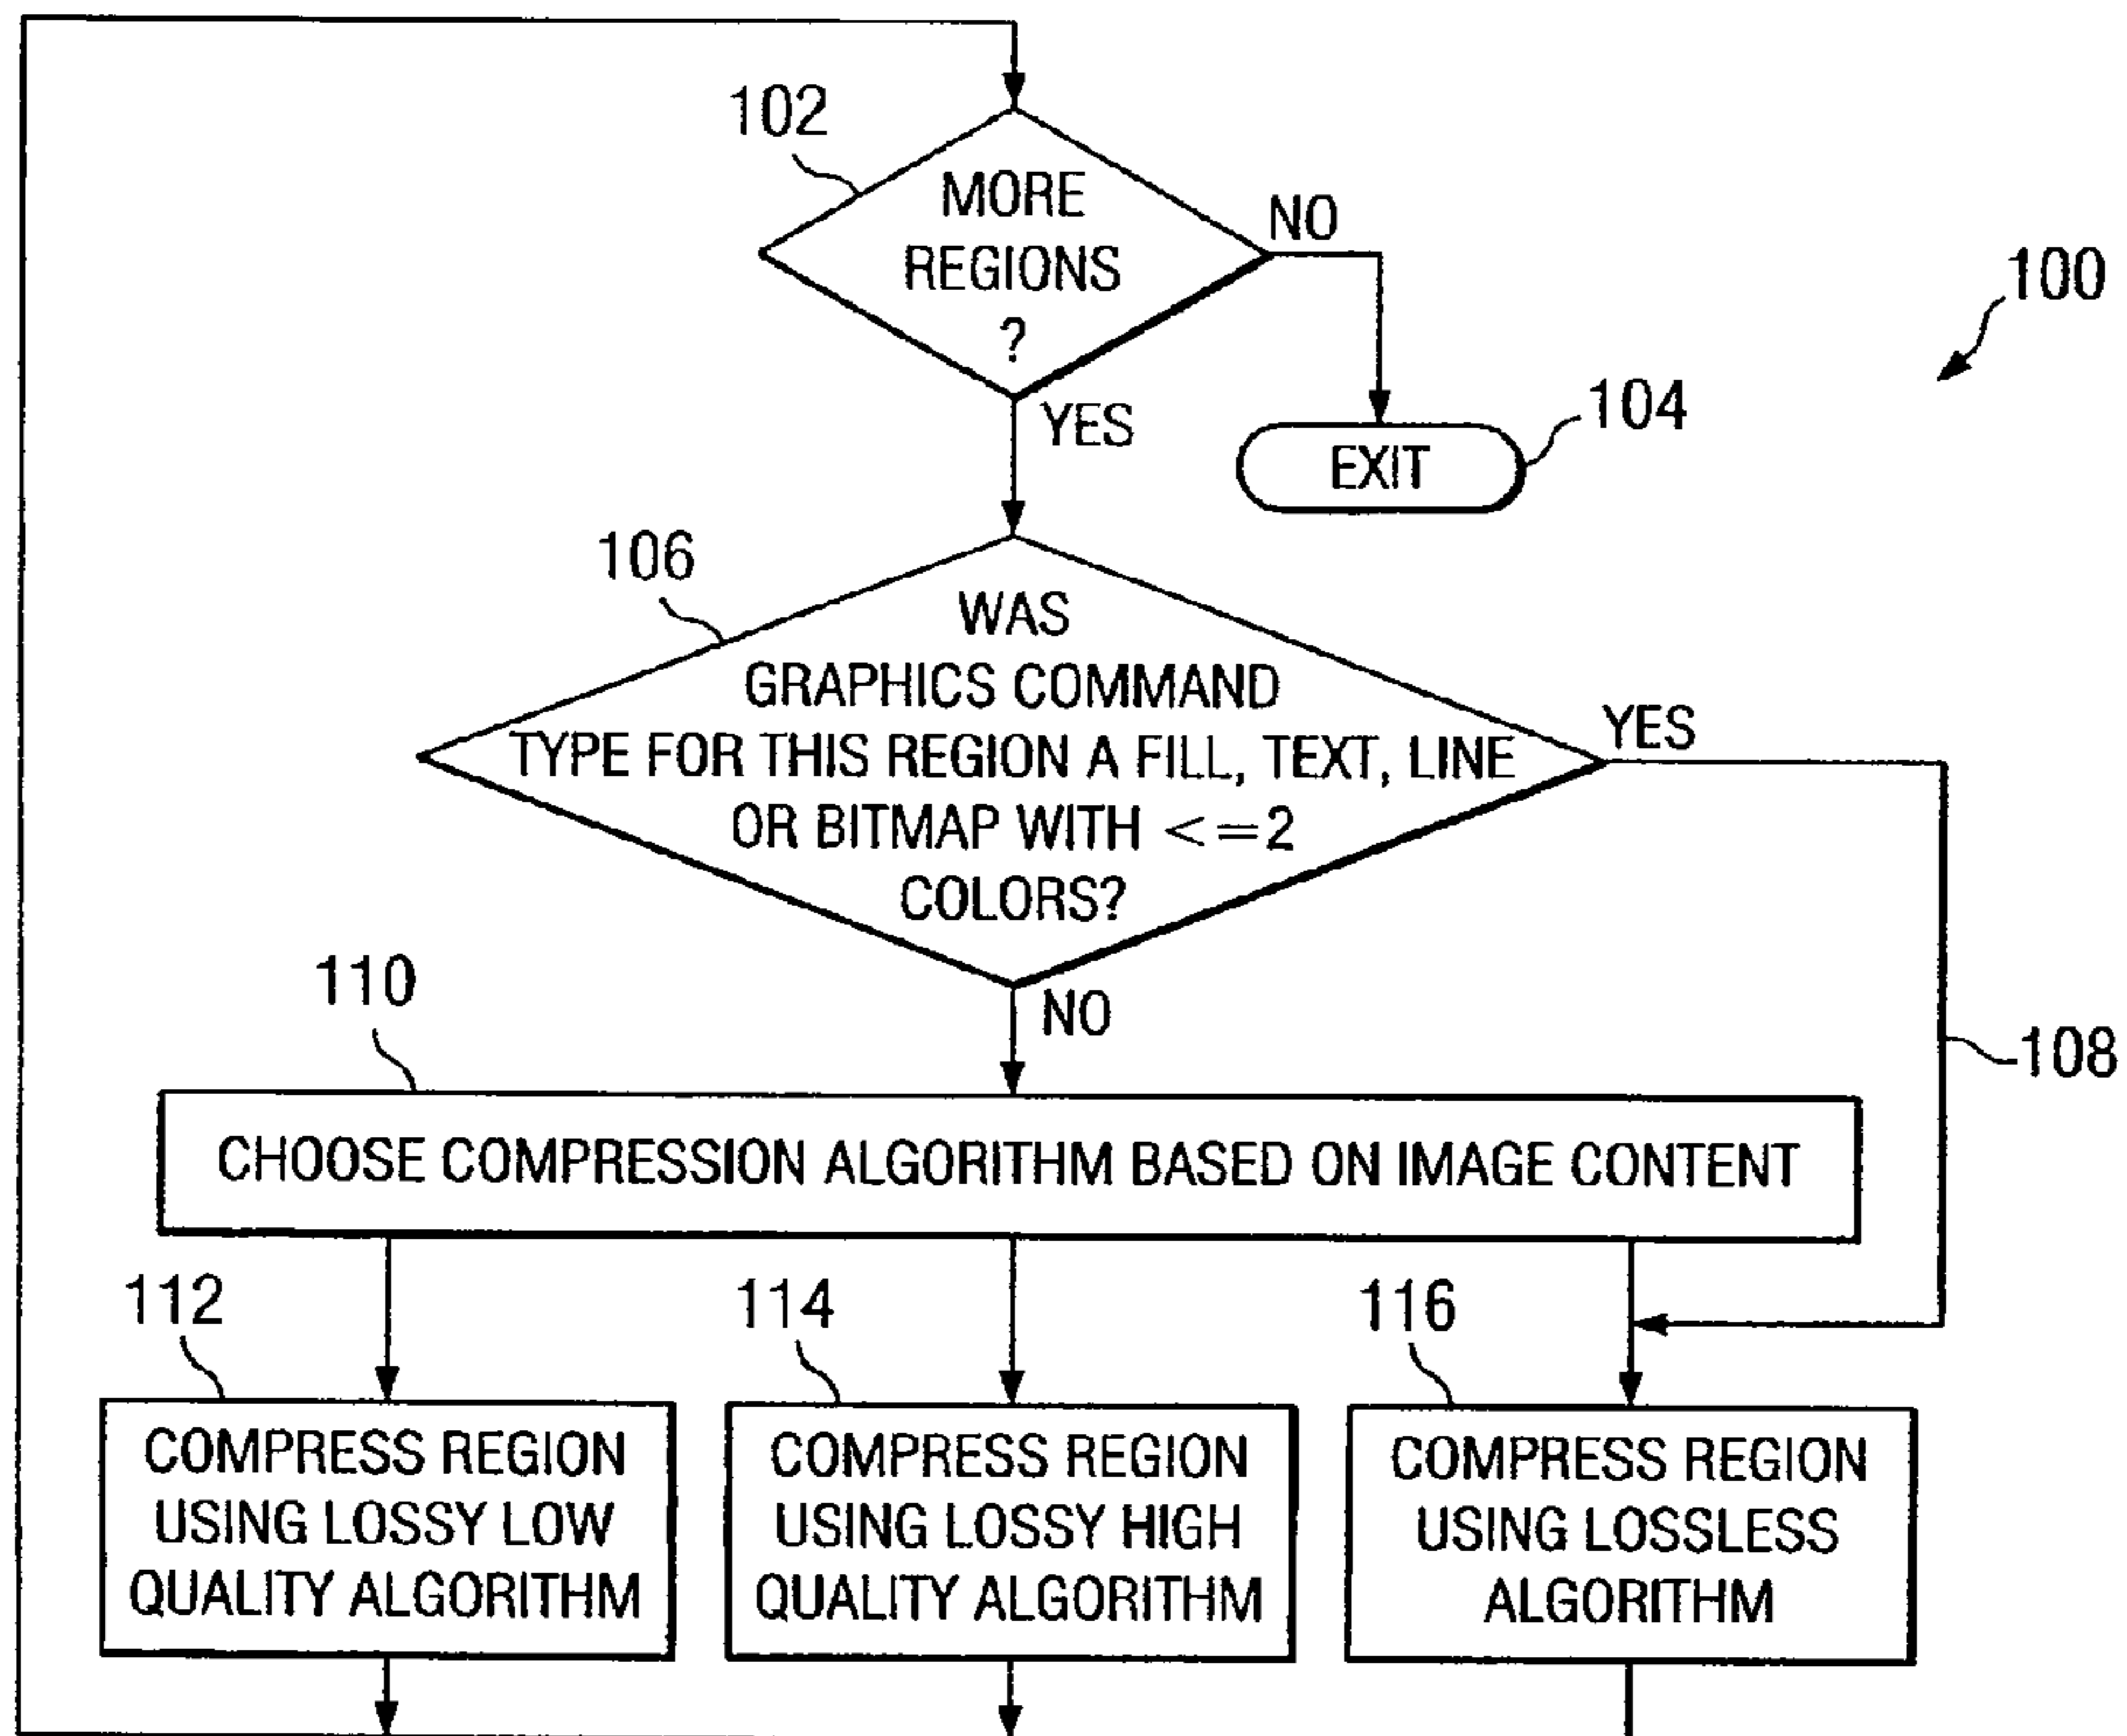 102
MORE
REGIONS
?
NO
YES
100
104
EXIT
106
WAS
GRAPHICS COMMAND
TYPE FOR THIS REGION A FILL, TEXT, LINE
OR BITMAP WITH <=2
COLORS?
YES
NO
108
110
CHOOSE COMPRESSION ALGORITHM BASED ON IMAGE CONTENT
112
COMPRESS REGION
USING LOSSY LOW
QUALITY ALGORITHM
114
COMPRESS REGION
USING LOSSY HIGH
QUALITY ALGORITHM
116
COMPRESS REGION
USING LOSSLESS
ALGORITHM